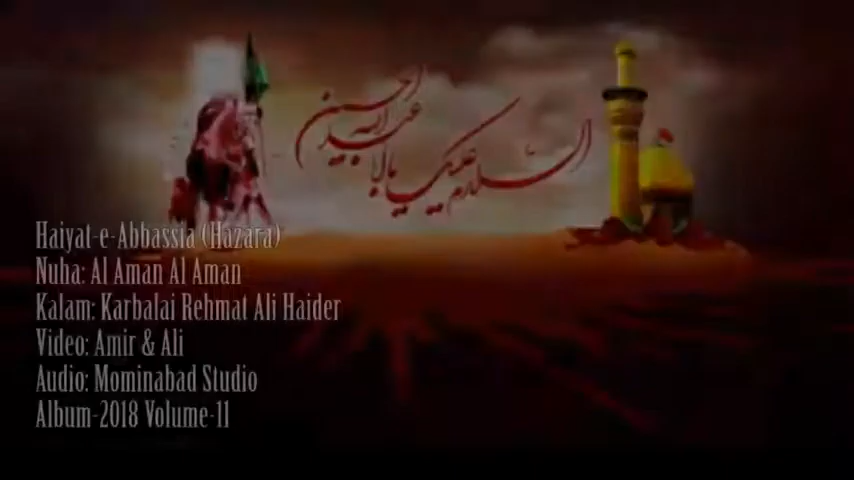 السلام علیک یا ابا عبدالله الحسین
Haiyat-e-Abbassia (Hazara)
Nuha: Al Aman Al Aman
Kalam: Karbalai Rehmat Ali Haider
Video: Amir & Ali
Audio: Mominabad Studio
Album-2018 Volume-11